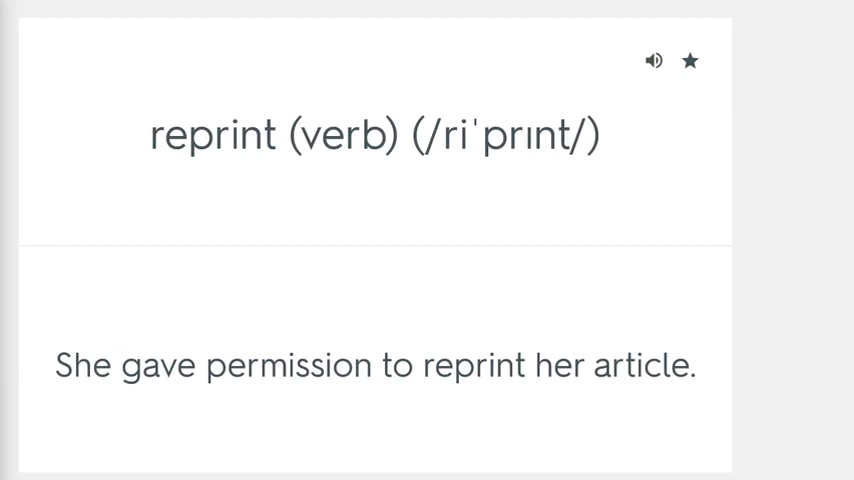 reprint (verb) (/riˈprɪnt/)
She gave permission to reprint her article.